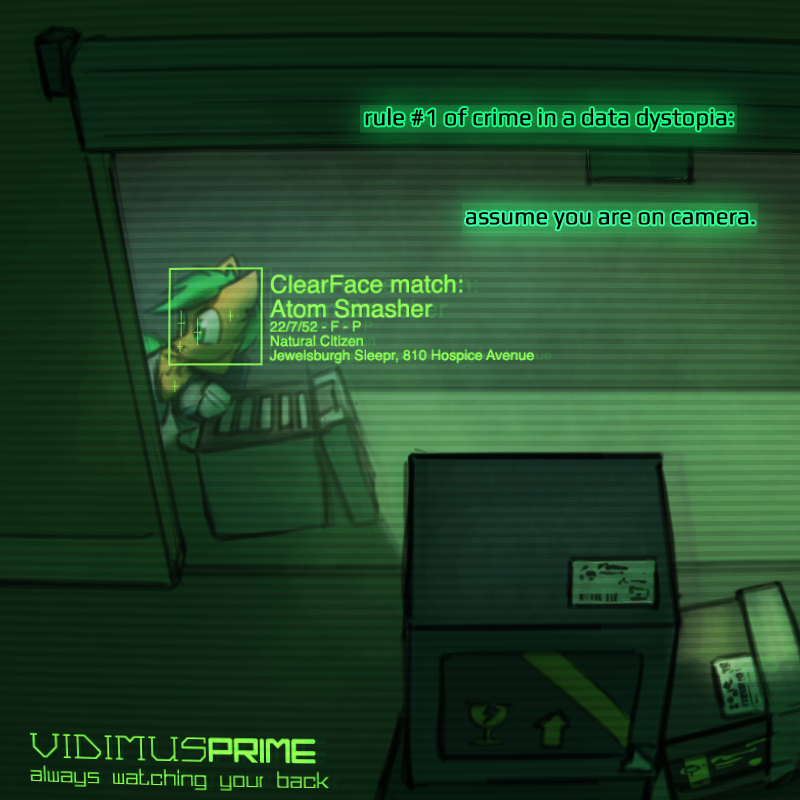 rule #1 of crime in a data dystopia:
assume you are on camera.
ClearFace match:
Atom Smasher
22/7/52 - F - P
Natural Citizen
Jewelsburgh Sleepr, 810 Hospice Avenue
VIDIMUSPRIME
always watching your back